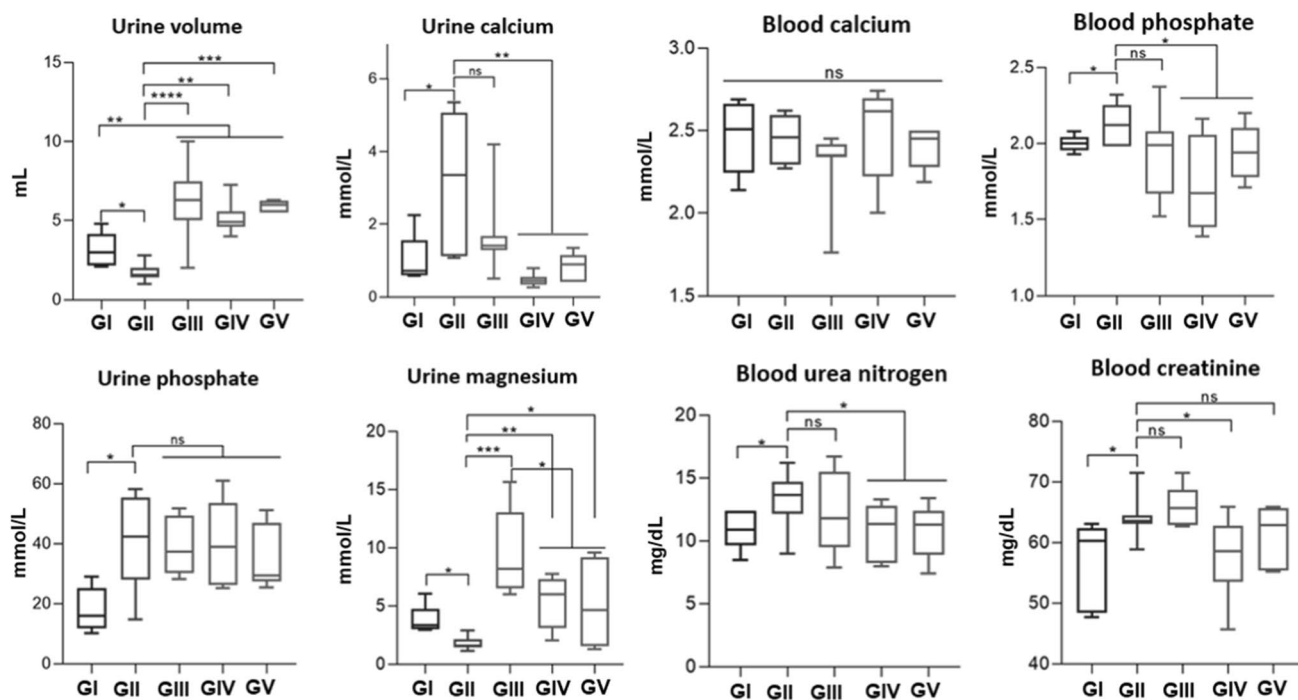 Urine volume
***
**
****
**
*
15
10
5
0
mL
GI GII GIII GIV GV
Urine calcium
**
ns
*
6
4
2
0
mmol/L
GI GII GIII GIV GV
Blood calcium
ns
3.0
2.5
2.0
1.5
mmol/L
GI GII GIII GIV GV
Blood phosphate
*
ns
*
2.5
2.0
1.5
1.0
mmol/L
GI GII GIII GIV GV
Urine phosphate
ns
*
80
60
40
20
0
mmol/L
GI GII GIII GIV GV
Urine magnesium
*
**
***
*
*
20
15
10
5
0
mmol/L
GI GII GIII GIV GV
Blood urea nitrogen
*
ns
*
20
15
10
5
0
mg/dL
GI GII GIII GIV GV
Blood creatinine
ns
*
ns
*
80
70
60
50
40
mg/dL
GI GII GIII GIV GV